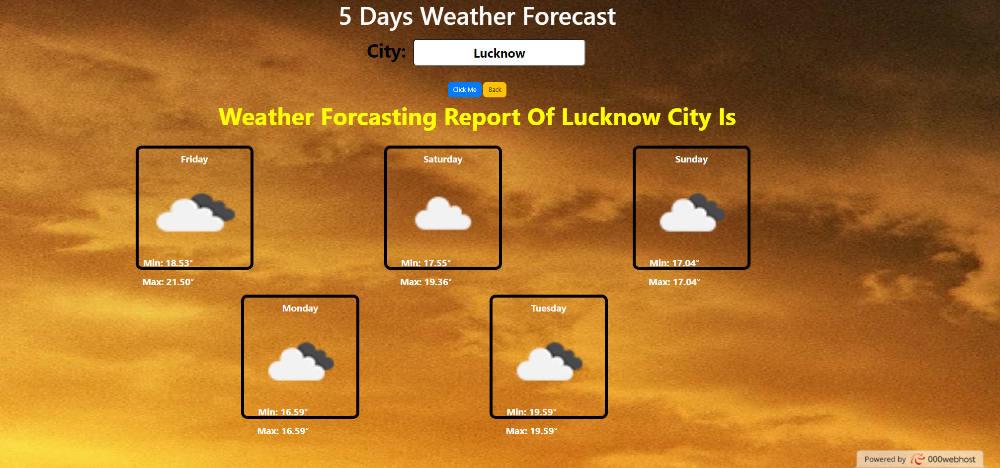 5 Days Weather Forecast
City: Lucknow
Click Me Back
Weather Forcasting Report Of Lucknow City Is
Friday
Min: 18.53°
Max: 21.50°
Saturday
Min: 17.55°
Max: 19.36°
Sunday
Min: 17.04°
Max: 17.04°
Monday
Min: 16.59°
Max: 16.59°
Tuesday
Min: 19.59°
Max: 19.59°
Powered by 000webhost